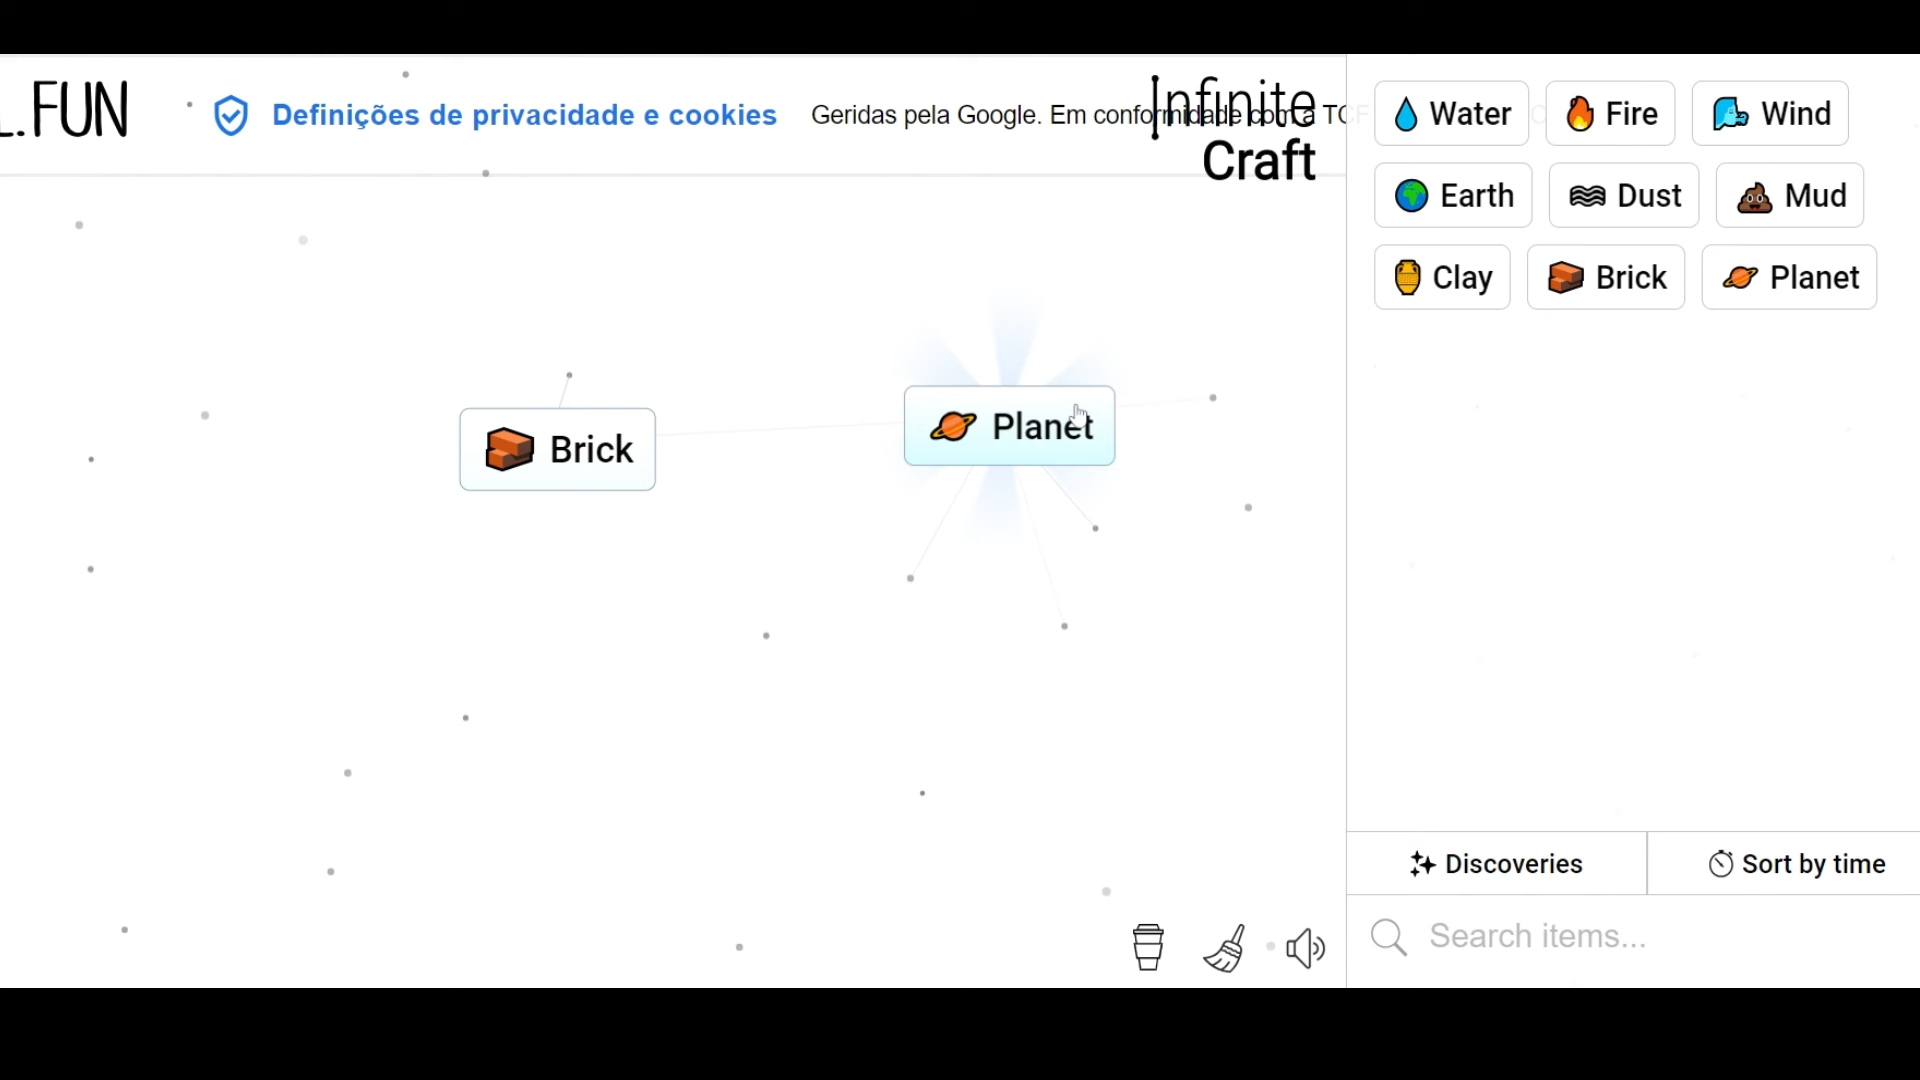 L.FUN
Definições de privacidade e cookies
Geridas pela Google. Em conformidade com a TCF
Infinite
Craft
Water
Fire
Wind
Earth
Dust
Mud
Clay
Brick
Planet
Brick
Planet
Discoveries
Sort by time
Search items...